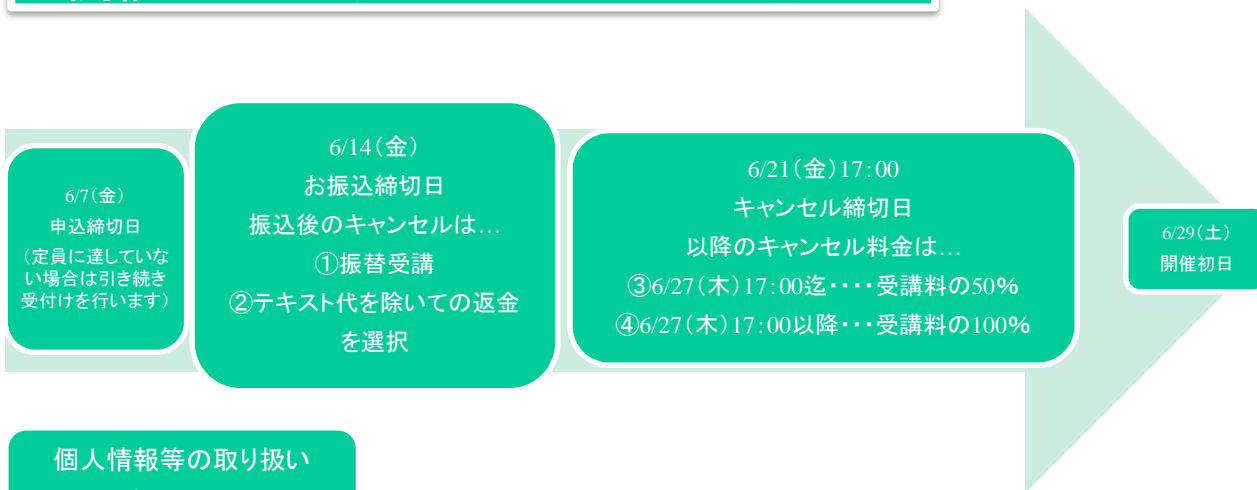 6/7(金)
申込締切日
(定員に達していな
い場合は引き続き
受付けを行います)
6/14(金)
お振込締切日
振込後のキャンセルは…
①振替受講
②テキスト代を除いての返金
を選択
6/21(金)17:00
キャンセル締切日
以降のキャンセル料金は…
③6/27(木)17:00迄・・・・受講料の50%
④6/27(木)17:00以降・・・受講料の100%
6/29(土)
開催初日
個人情報等の取り扱い